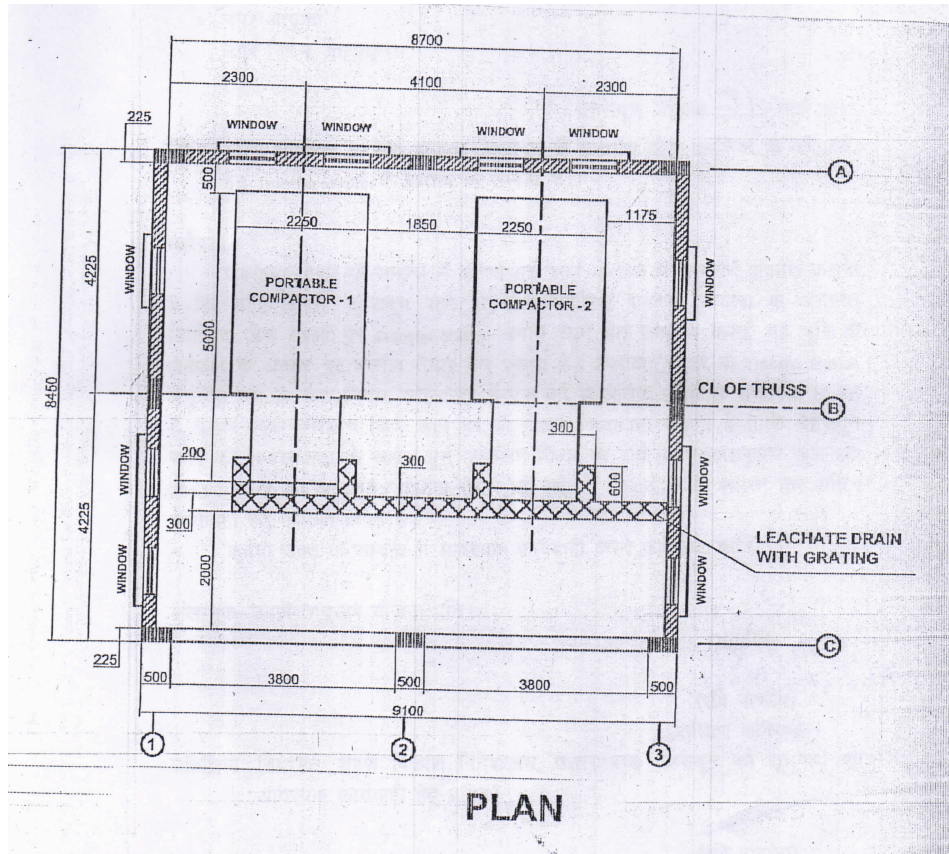 8700
2300
4100
2300
225
WINDOW
WINDOW
WINDOW
WINDOW
A
500
2250
1850
2250
1175
WINDOW
WINDOW
4225
PORTABLE
COMPACTOR - 1
PORTABLE
COMPACTOR - 2
5000
8450
CL OF TRUSS
B
300
WINDOW
200
300
600
WINDOW
4225
300
LEACHATE DRAIN
WITH GRATING
WINDOW
2000
WINDOW
225
C
500
3800
500
3800
500
9100
1
2
3
PLAN